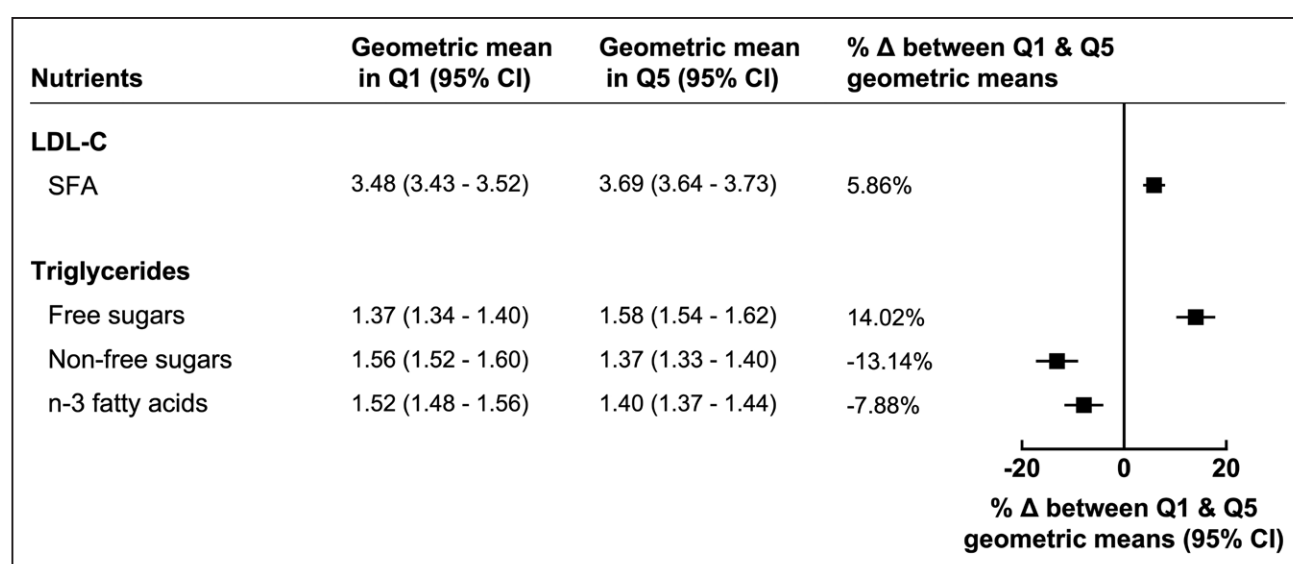 Nutrients Geometric mean in Q1 (95% CI) Geometric mean in Q5 (95% CI) % Δ between Q1 & Q5 geometric means
LDL-C
SFA 3.48 (3.43 - 3.52) 3.69 (3.64 - 3.73) 5.86%
Triglycerides
Free sugars 1.37 (1.34 - 1.40) 1.58 (1.54 - 1.62) 14.02%
Non-free sugars 1.56 (1.52 - 1.60) 1.37 (1.33 - 1.40) -13.14%
n-3 fatty acids 1.52 (1.48 - 1.56) 1.40 (1.37 - 1.44) -7.88%
-20 0 20
% Δ between Q1 & Q5
geometric means (95% CI)